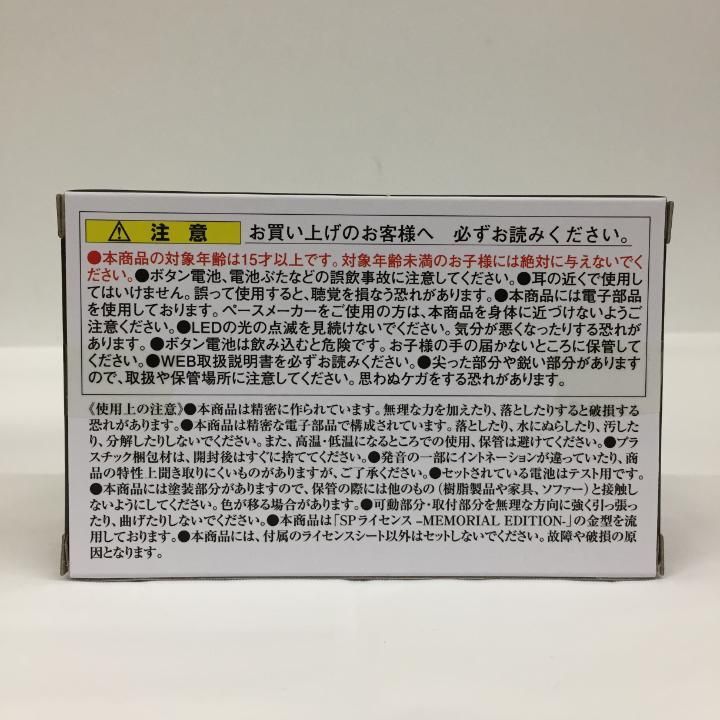 ⚠ 注 意 お買い上げのお客様へ 必ずお読みください。
●本商品の対象年齢は15才以上です。対象年齢未満のお子様には絶対に与えないでく
ださい。●ボタン電池、電池ぶたなどの誤飲事故に注意してください。●耳の近くで使用し
てはいけません。誤って使用すると、聴覚を損なう恐れがあります。●本商品には電子部品
を使用しております。ペースメーカーをご使用の方は、本商品を身体に近づけないようご
注意ください。●LEDの光の点滅を見続けないでください。気分が悪くなったりする恐れが
あります。●ボタン電池は飲み込むと危険です。お子様の手の届かないところに保管して
ください。●WEB取扱説明書を必ずお読みください。●尖った部分や鋭い部分があります
ので、取扱や保管場所に注意してください。思わぬケガをする恐れがあります。
《使用上の注意》●本商品は精密に作られています。無理な力を加えたり、落としたりすると破損する
恐れがあります。●本商品は精密な電子部品で構成されています。落としたり、水にぬらしたり、汚した
り、分解したりしないでください。また、高温・低温になるところでの使用、保管は避けてください。●プラ
スチック梱包材は、開封後はすぐに捨ててください。●発音の一部にイントネーションが違っていたり、商
品の特性上聞き取りにくいものがありますが、ご了承ください。●セットされている電池はテスト用です。
●本商品には塗装部分がありますので、保管の際には他のもの（樹脂製品や家具、ソファー）と接触し
ないようにしてください。色が移る場合があります。●可動部分・取付部分を無理に強く引っ張っ
たり、曲げたりしないでください。●本商品は「SPライセンス –MEMORIAL EDITION-」の金型を流
用しております。●本商品には、付属のライセンスシート以外はセットしないでください。故障や破損の原
因となります。